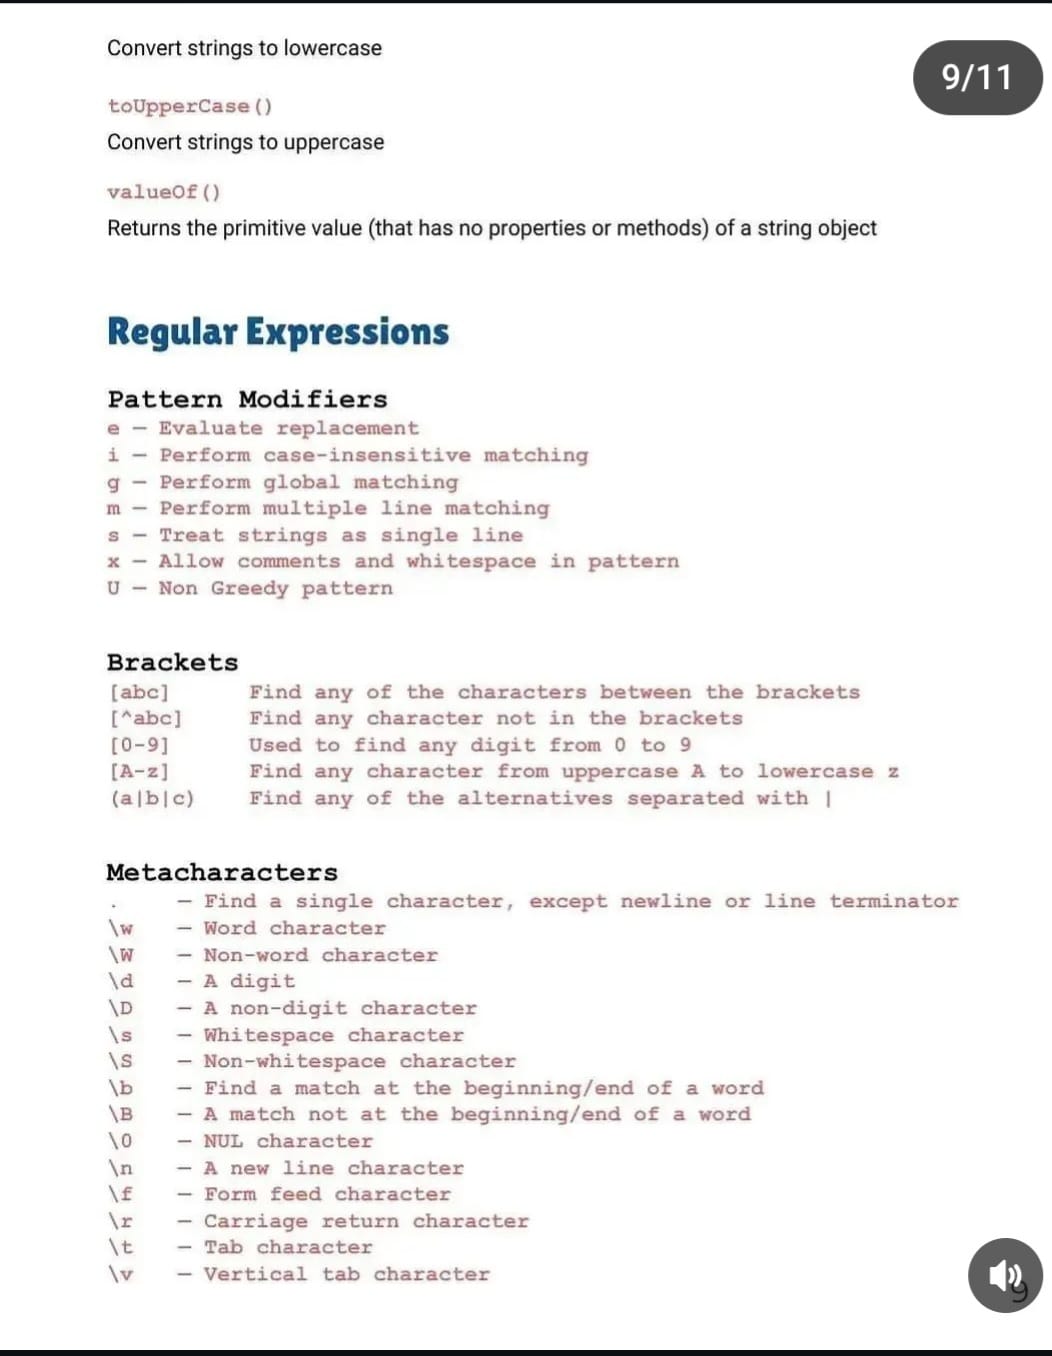 Convert strings to lowercase
9/11
toUpperCase()
Convert strings to uppercase
valueOf()
Returns the primitive value (that has no properties or methods) of a string object
Regular Expressions
Pattern Modifiers
e — Evaluate replacement
i — Perform case-insensitive matching
g — Perform global matching
m — Perform multiple line matching
s — Treat strings as single line
x — Allow comments and whitespace in pattern
U — Non Greedy pattern
Brackets
[abc] Find any of the characters between the brackets
[^abc] Find any character not in the brackets
[0-9] Used to find any digit from 0 to 9
[A-z] Find any character from uppercase A to lowercase z
(a|b|c) Find any of the alternatives separated with |
Metacharacters
. — Find a single character, except newline or line terminator
\w — Word character
\W — Non-word character
\d — A digit
\D — A non-digit character
\s — Whitespace character
\S — Non-whitespace character
\b — Find a match at the beginning/end of a word
\B — A match not at the beginning/end of a word
\0 — NUL character
\n — A new line character
\f — Form feed character
\r — Carriage return character
\t — Tab character
\v — Vertical tab character
9